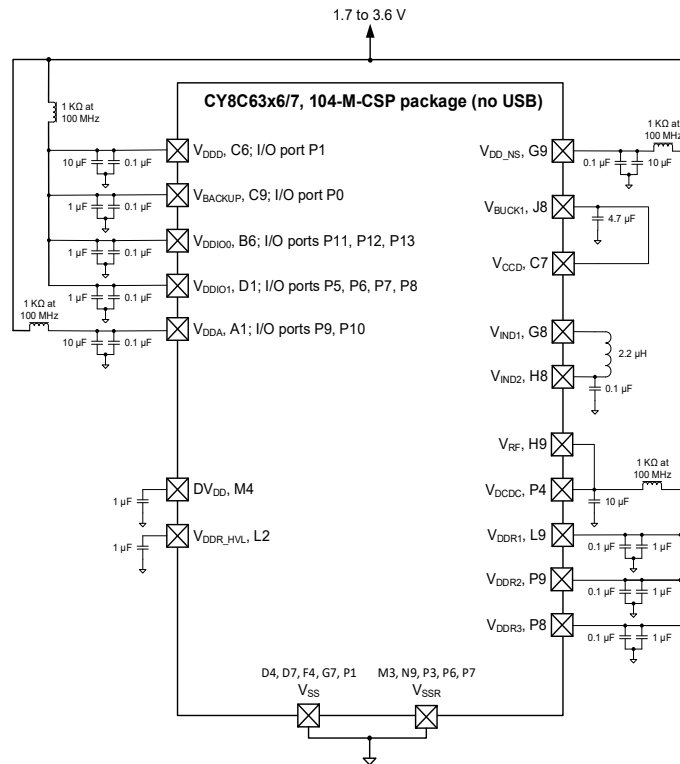 1.7 to 3.6 V
CY8C63x6/7, 104-M-CSP package (no USB)
1 KΩ at
100 MHz
10 µF
0.1 µF
VDDD, C6; I/O port P1
1 µF
0.1 µF
VBACKUP, C9; I/O port P0
1 µF
0.1 µF
VDDIO0, B6; I/O ports P11, P12, P13
1 µF
0.1 µF
VDDIO1, D1; I/O ports P5, P6, P7, P8
1 KΩ at
100 MHz
10 µF
0.1 µF
VDDA, A1; I/O ports P9, P10
1 µF
DVDD, M4
1 µF
VDDR_HVL, L2
VDD_NS, G9
0.1 µF
10 µF
1 KΩ at
100 MHz
VBUCK1, J8
4.7 µF
VCCD, C7
VIND1, G8
2.2 µH
VIND2, H8
0.1 µF
VRF, H9
1 KΩ at
100 MHz
VDCDC, P4
10 µF
VDDR1, L9
0.1 µF
1 µF
VDDR2, P9
0.1 µF
1 µF
VDDR3, P8
0.1 µF
1 µF
D4, D7, F4, G7, P1
VSS
M3, N9, P3, P6, P7
VSSR